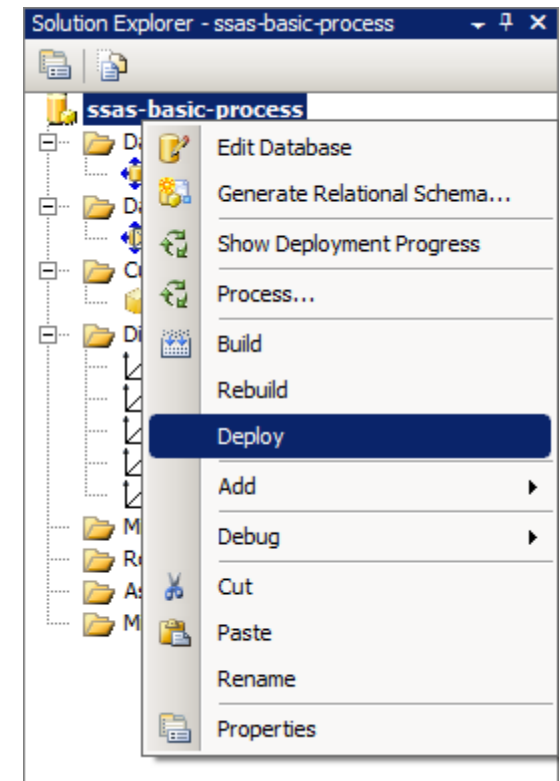 Solution Explorer - ssas-basic-process
ssas-basic-process
Edit Database
Generate Relational Schema...
Show Deployment Progress
Process...
Build
Rebuild
Deploy
Add
Debug
Cut
Paste
Rename
Properties